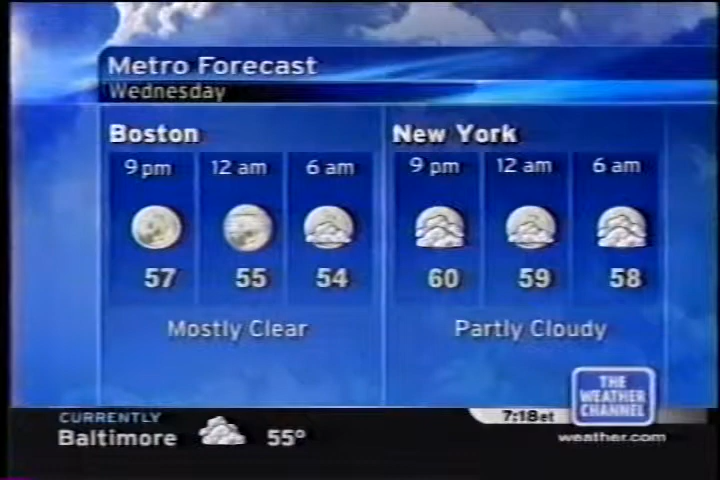 Metro Forecast
Wednesday
Boston
9 pm 12 am 6 am
57 55 54
Mostly Clear
New York
9 pm 12 am 6 am
60 59 58
Partly Cloudy
THE
WEATHER
CHANNEL
7:18et
weather.com
CURRENTLY
Baltimore 55°